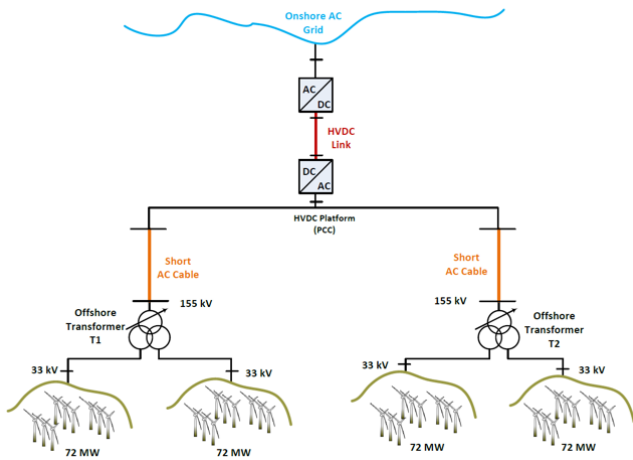 Onshore AC
Grid
AC
DC
HVDC
Link
DC
AC
HVDC Platform
(PCC)
Short
AC Cable
Short
AC Cable
155 kV
155 kV
Offshore
Transformer
T1
Offshore
Transformer
T2
33 kV
33 kV
33 kV
33 kV
72 MW
72 MW
72 MW
72 MW